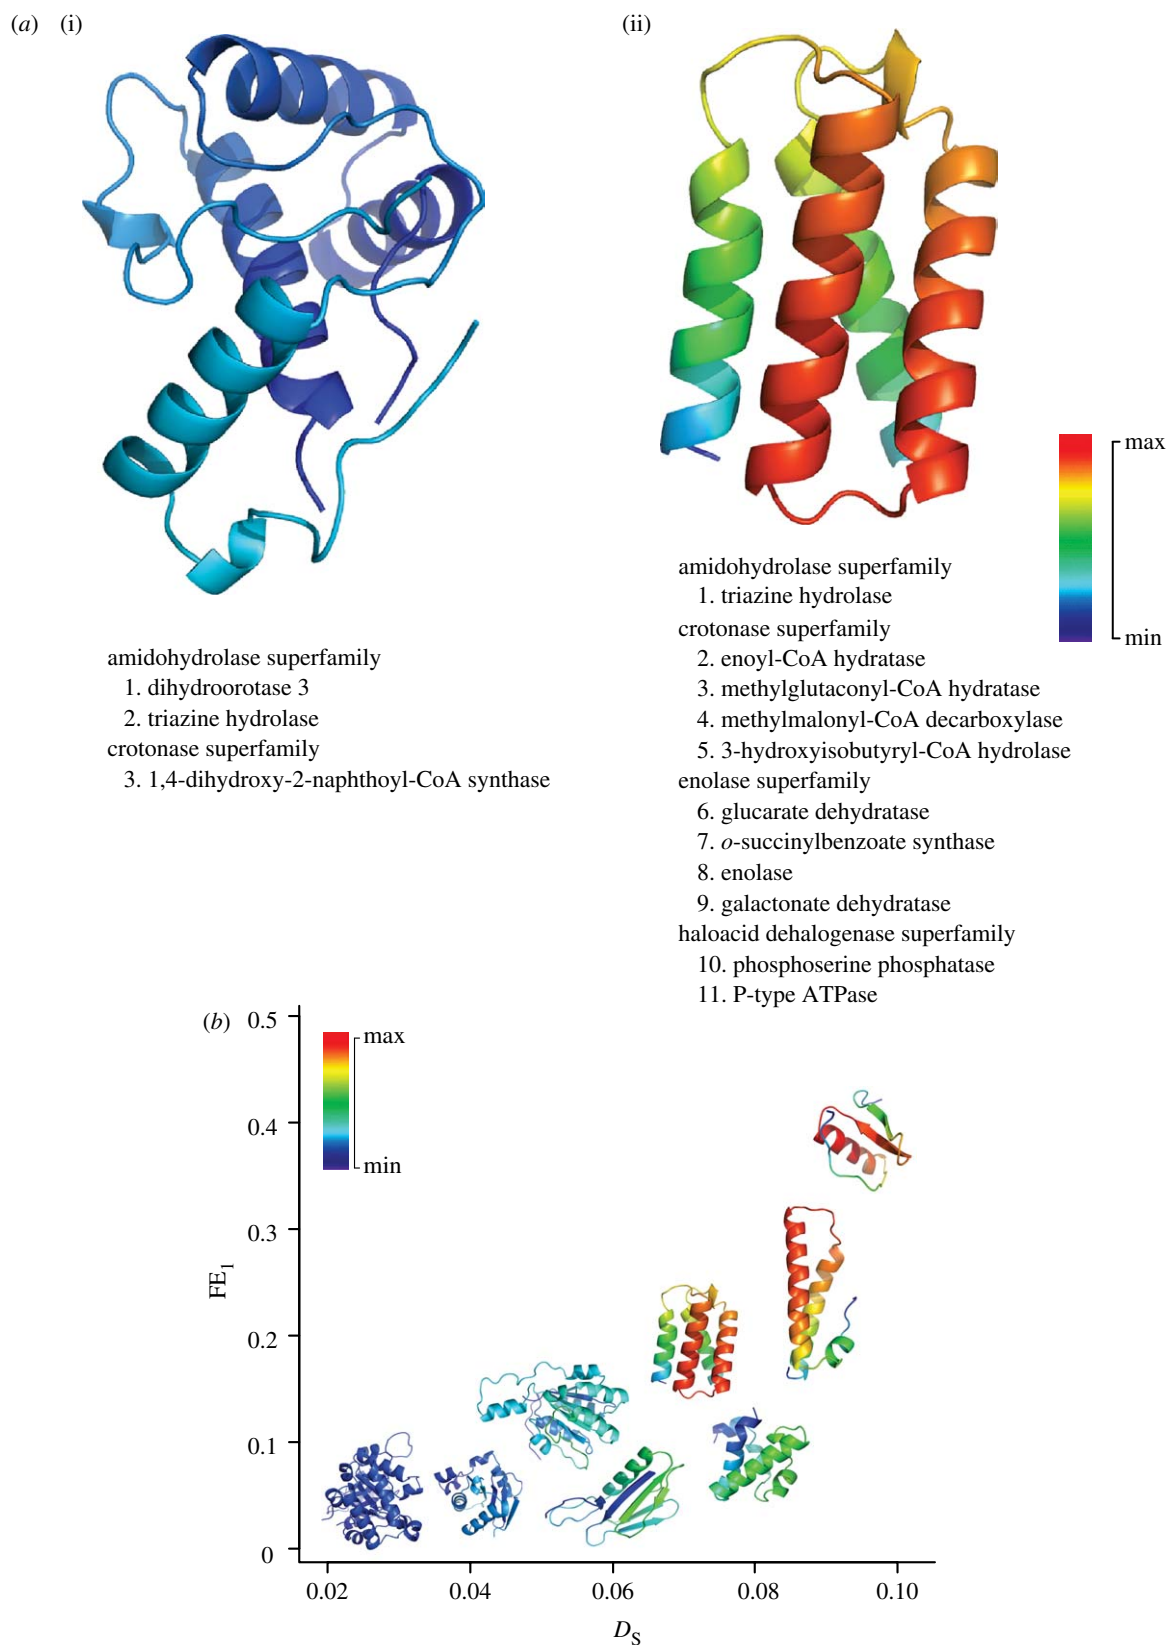 (a) (i)
(ii)
max
min
amidohydrolase superfamily
1. dihydroorotase 3
2. triazine hydrolase
crotonase superfamily
3. 1,4-dihydroxy-2-naphthoyl-CoA synthase
amidohydrolase superfamily
1. triazine hydrolase
crotonase superfamily
2. enoyl-CoA hydratase
3. methylglutaconyl-CoA hydratase
4. methylmalonyl-CoA decarboxylase
5. 3-hydroxyisobutyryl-CoA hydrolase
enolase superfamily
6. glucarate dehydratase
7. o-succinylbenzoate synthase
8. enolase
9. galactonate dehydratase
haloacid dehalogenase superfamily
10. phosphoserine phosphatase
11. P-type ATPase
(b)
max
min
0.5
0.4
0.3
0.2
0.1
0
FE1
0.02 0.04 0.06 0.08 0.10
DS